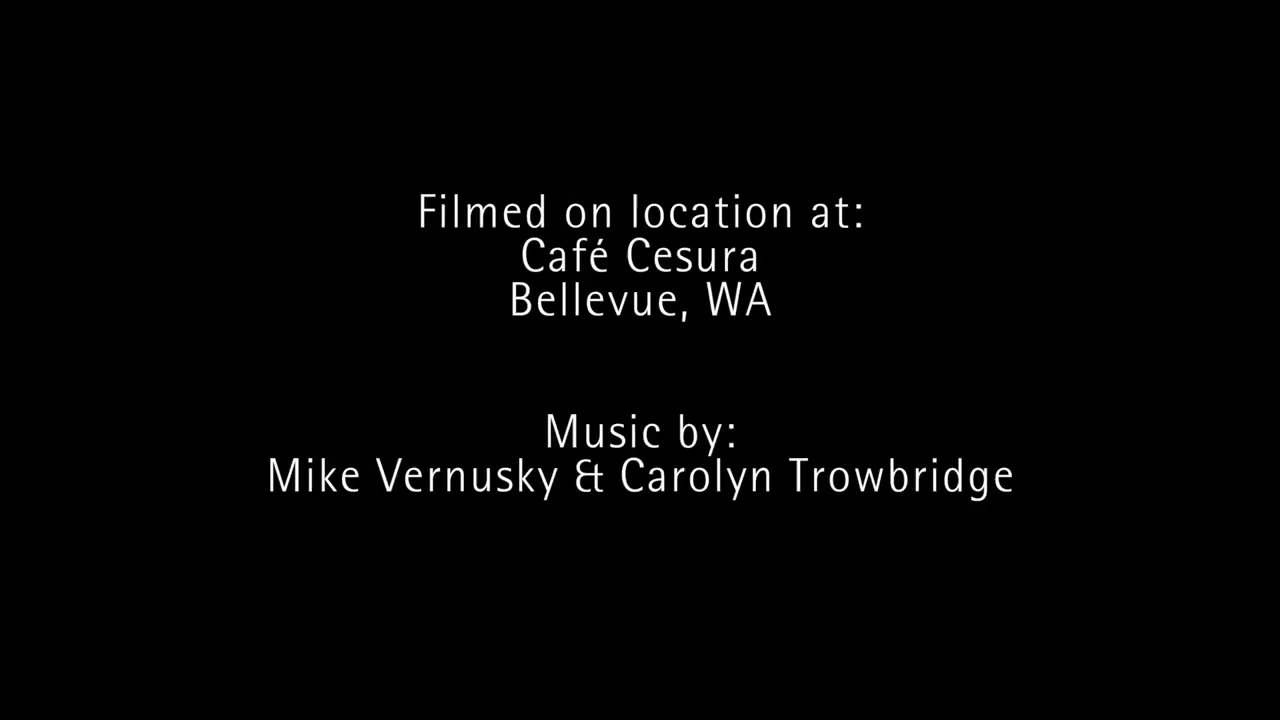 Filmed on location at:
Café Cesura
Bellevue, WA
Music by:
Mike Vernusky & Carolyn Trowbridge